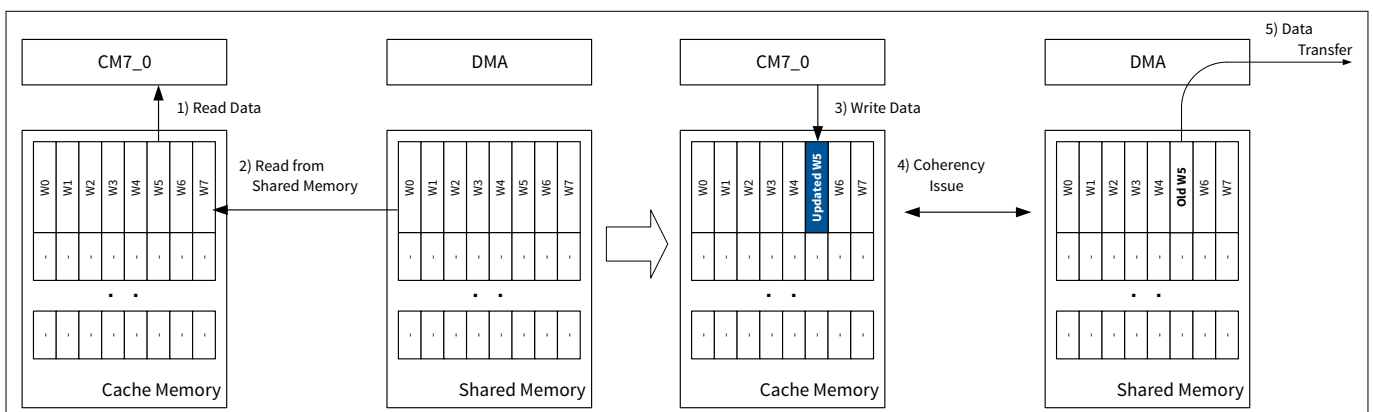 CM7_0
DMA
CM7_0
DMA
5) Data
Transfer
1) Read Data
3) Write Data
2) Read from
Shared Memory
4) Coherency
Issue
W0 W1 W2 W3 W4 W5 W6 W7
- - - - - - - -
. .
- - - - - - - -
Cache Memory
W0 W1 W2 W3 W4 W5 W6 W7
- - - - - - - -
. .
- - - - - - - -
Shared Memory
W0 W1 W2 W3 W4 Updated W5 W6 W7
- - - - - - - -
. .
- - - - - - - -
Cache Memory
W0 W1 W2 W3 W4 Old W5 W6 W7
- - - - - - - -
. .
- - - - - - - -
Shared Memory